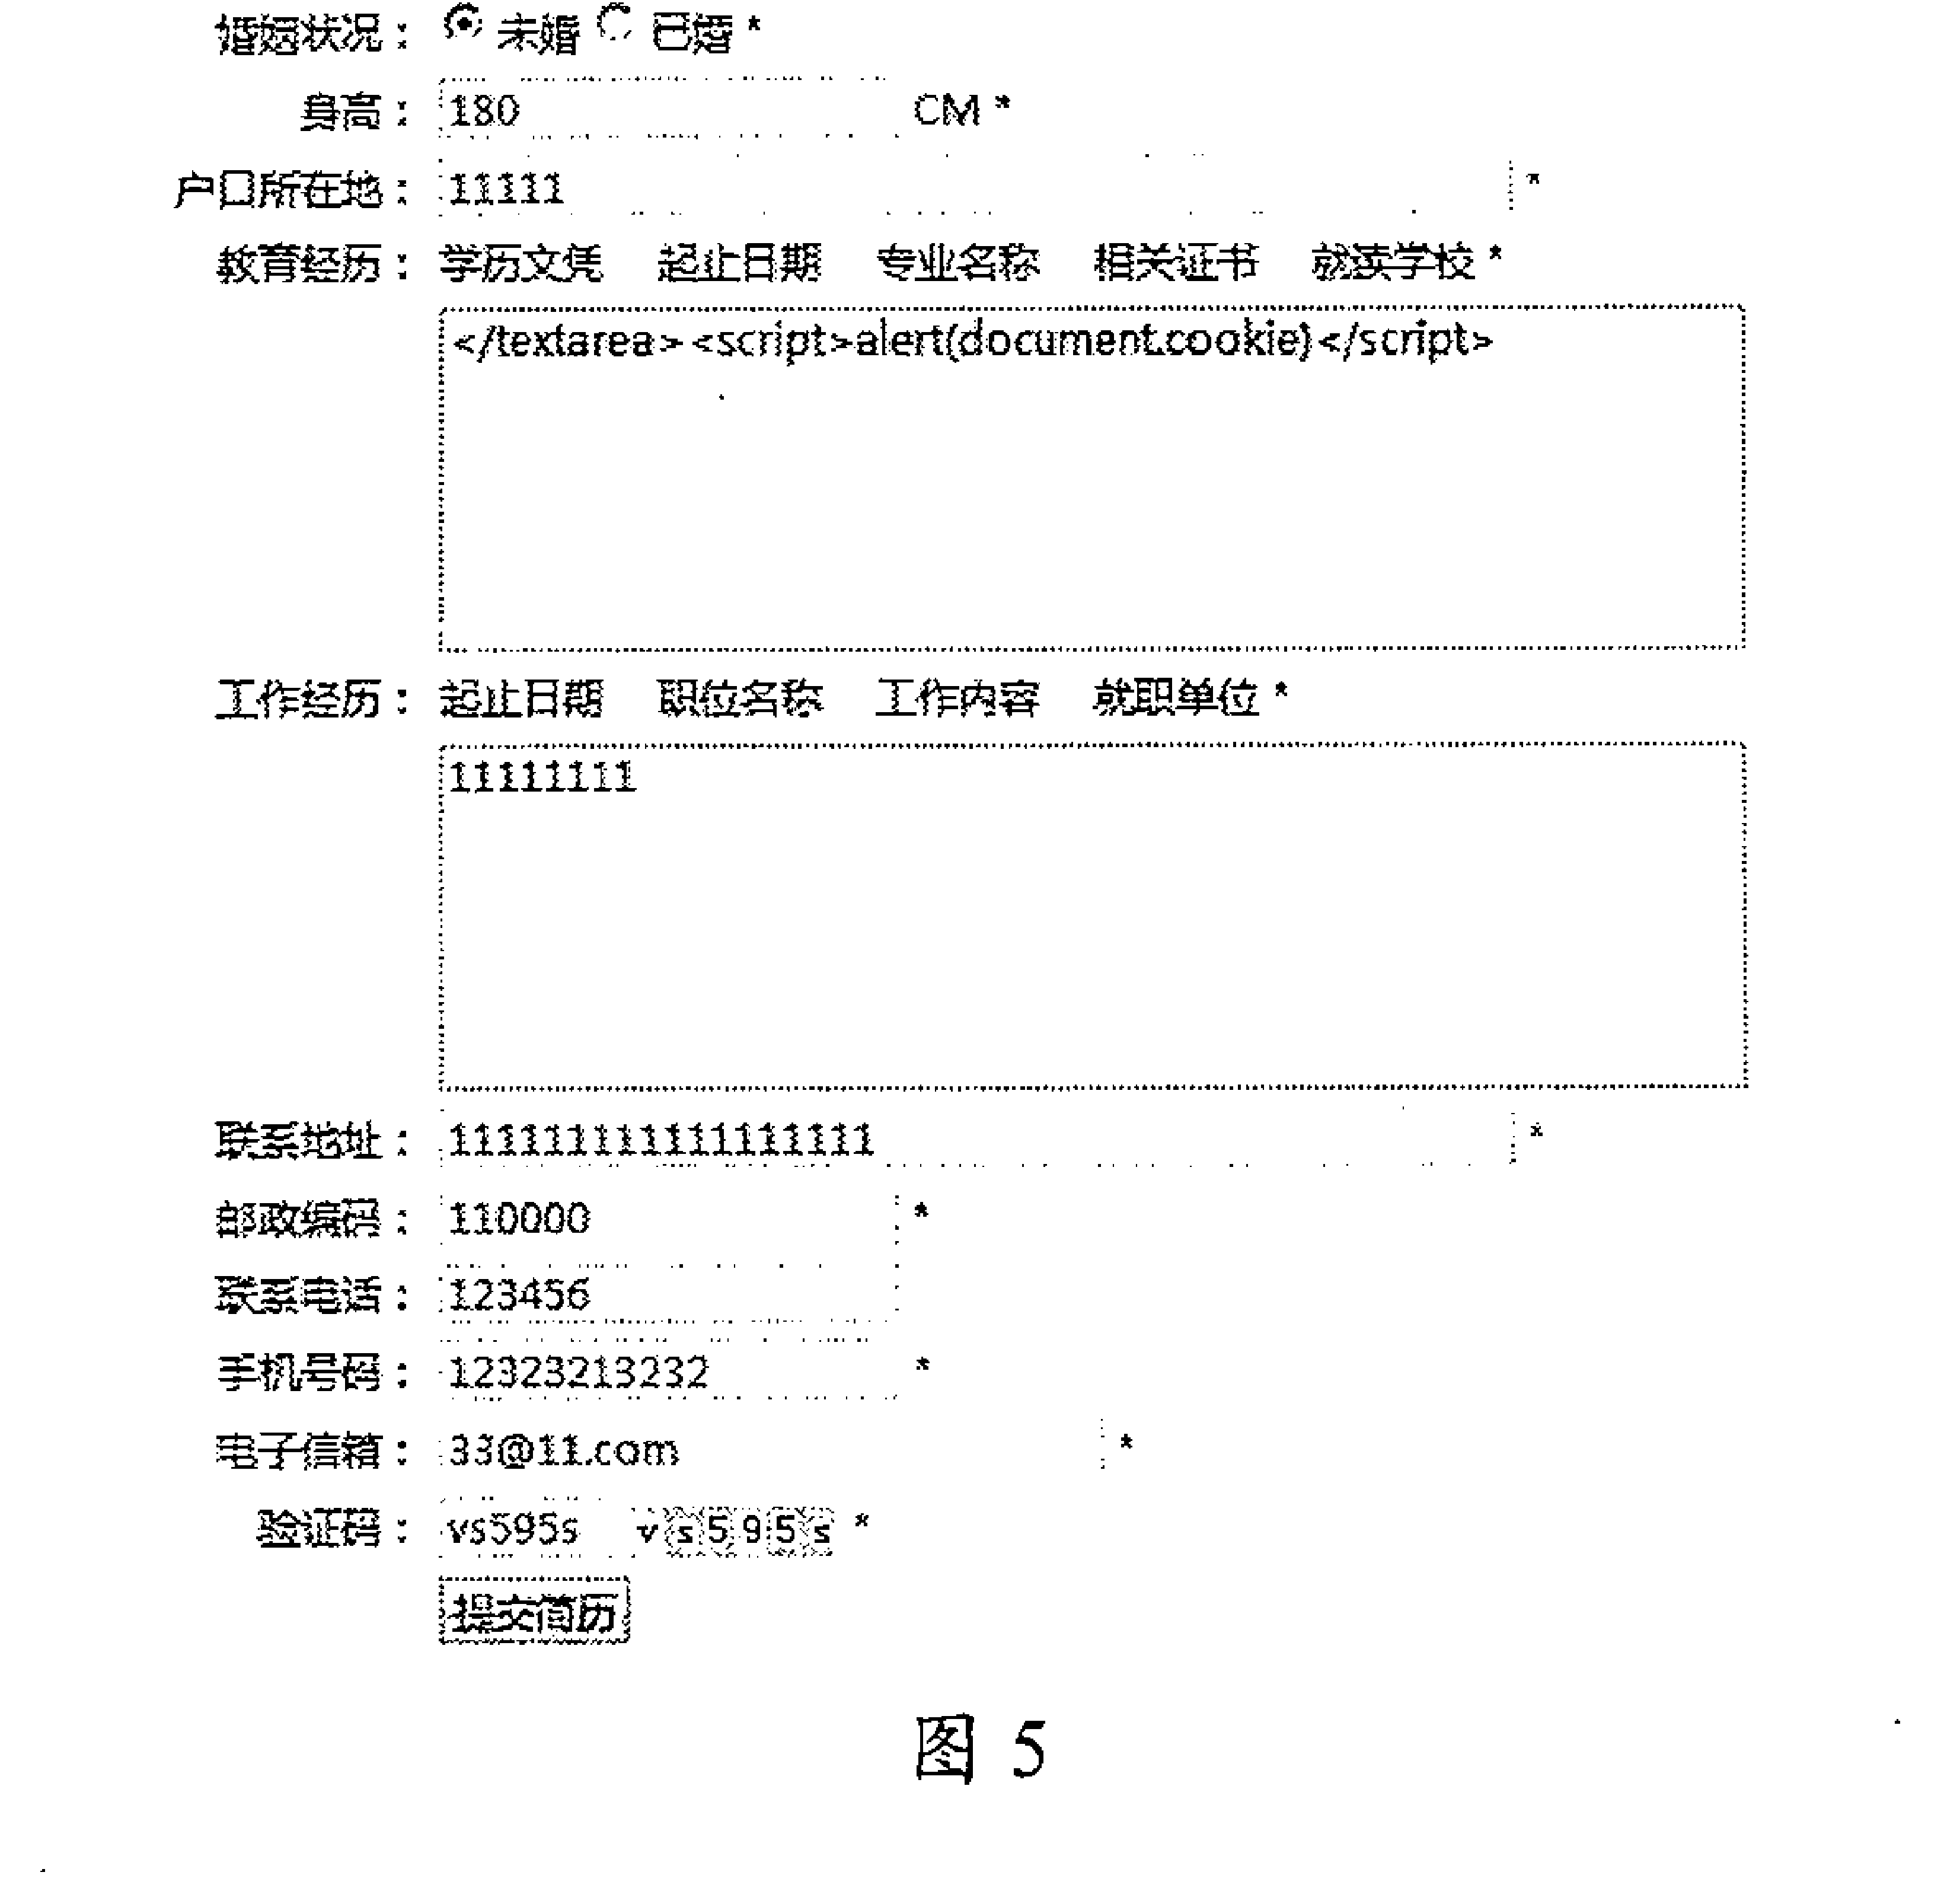 婚姻状况： 未婚 已婚 *
身高： 180 CM *
户口所在地： 11111 *
教育经历： 学历文凭 起止日期 专业名称 相关证书 就读学校 *
</textarea><script>alert(document.cookie)</script>
工作经历： 起止日期 职位名称 工作内容 就职单位 *
11111111
联系地址： 111111111111111111 *
邮政编码： 110000 *
联系电话： 123456
手机号码： 12323213232 *
电子信箱： 33@11.com *
验证码： vs595s vs595s *
提交简历
图 5